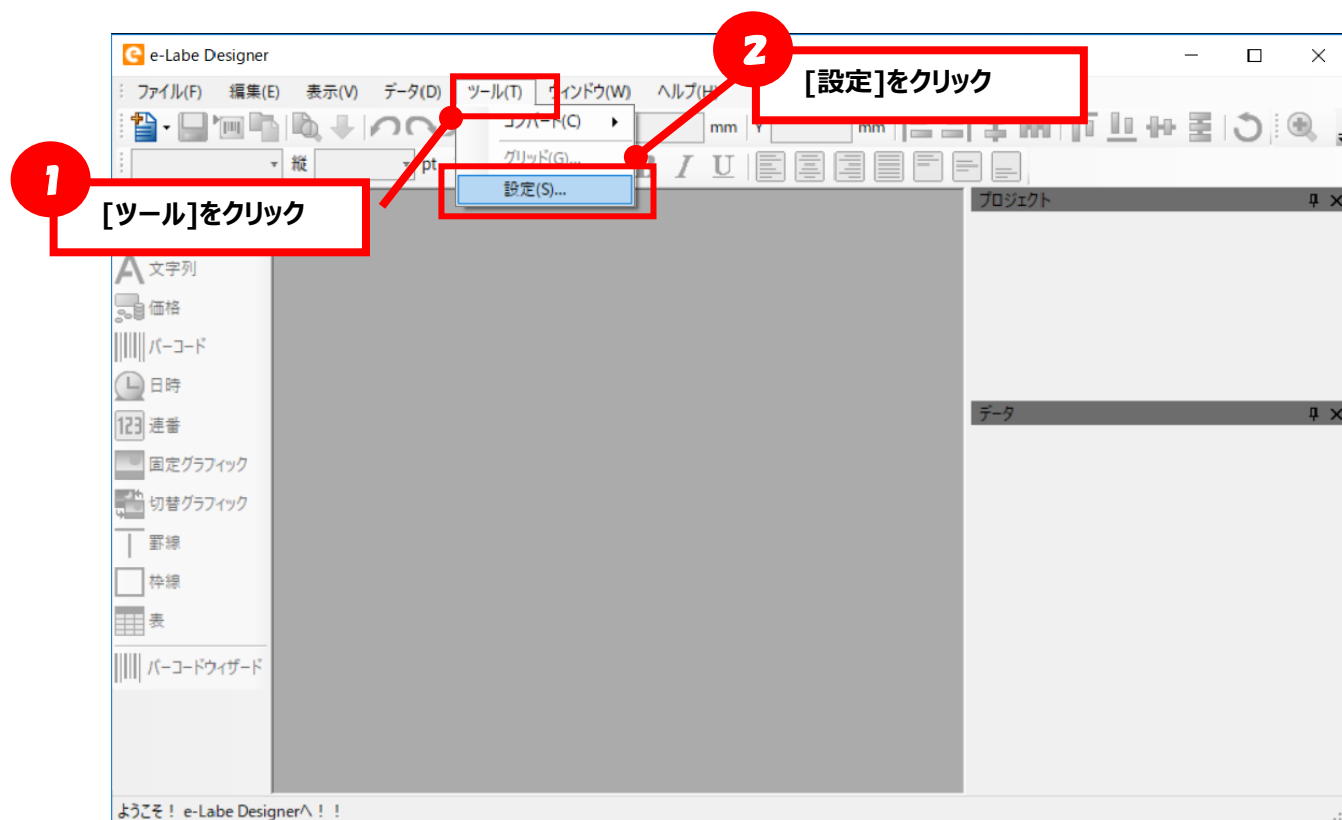 e-Labe Designer
2
[設定]をクリック
ファイル(F) 編集(E) 表示(V) データ(D) ツール(T) ウィンドウ(W) ヘルプ(H)
コンバート(C)
mm Y mm
縦 pt
グリッド(G)...
B I U
設定(S)...
1
[ツール]をクリック
プロジェクト
文字列
価格
バーコード
日時
データ
123 連番
固定グラフィック
切替グラフィック
罫線
枠線
表
バーコードウィザード
ようこそ！ e-Labe Designerへ！！